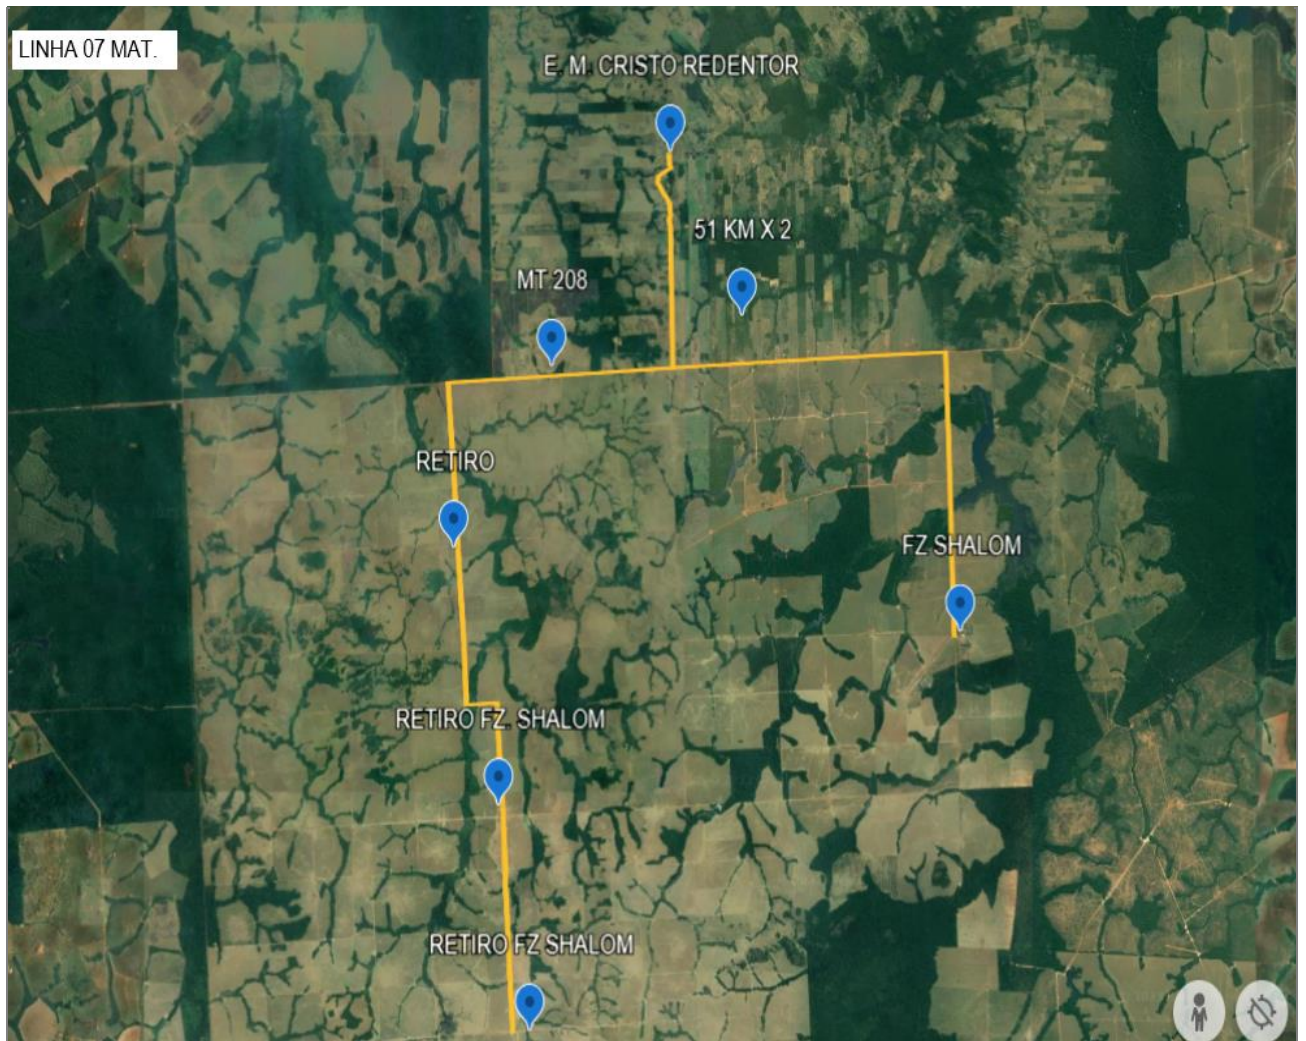 LINHA 07 MAT.
E. M. CRISTO REDENTOR
51 KM X 2
MT 208
RETIRO
FZ SHALOM
RETIRO FZ. SHALOM
RETIRO FZ SHALOM